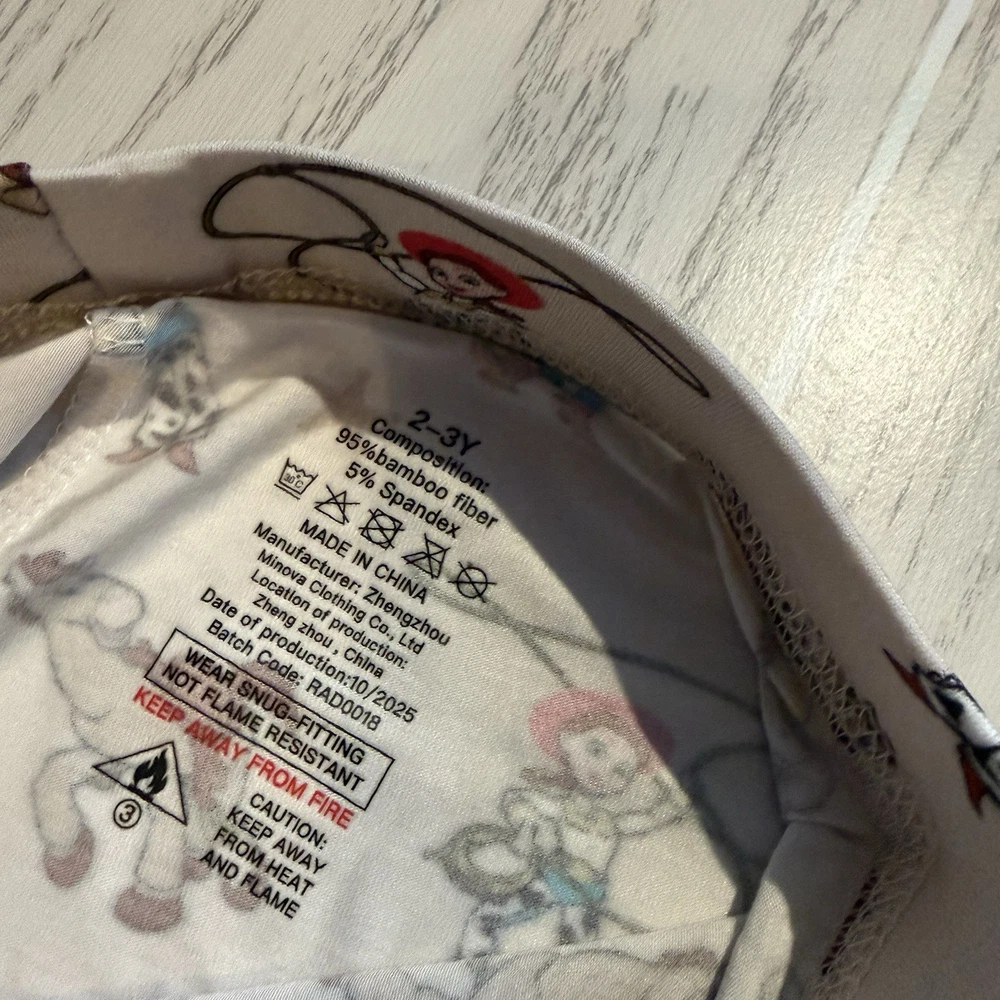 2-3Y
Composition:
95%bamboo fiber
5% Spandex
30°C
MADE IN CHINA
Manufacturer: Zhengzhou
Minova Clothing Co., Ltd
Location of production:
Zheng zhou , China
Date of production:10/2025
Batch Code: RAD0018
WEAR SNUG-FITTING
NOT FLAME RESISTANT
KEEP AWAY FROM FIRE
3
CAUTION:
KEEP AWAY
FROM HEAT
AND FLAME